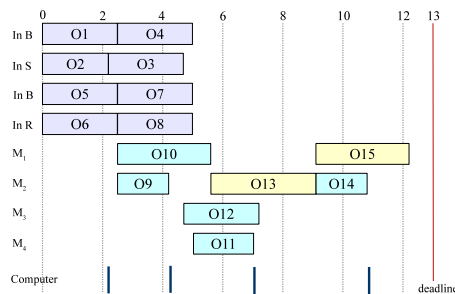 0 2 4 6 8 10 12 13
In B O1 O4
In S O2 O3
In B O5 O7
In R O6 O8
M1 O10 O15
M2 O9 O13 O14
M3 O12
M4 O11
Computer
deadline